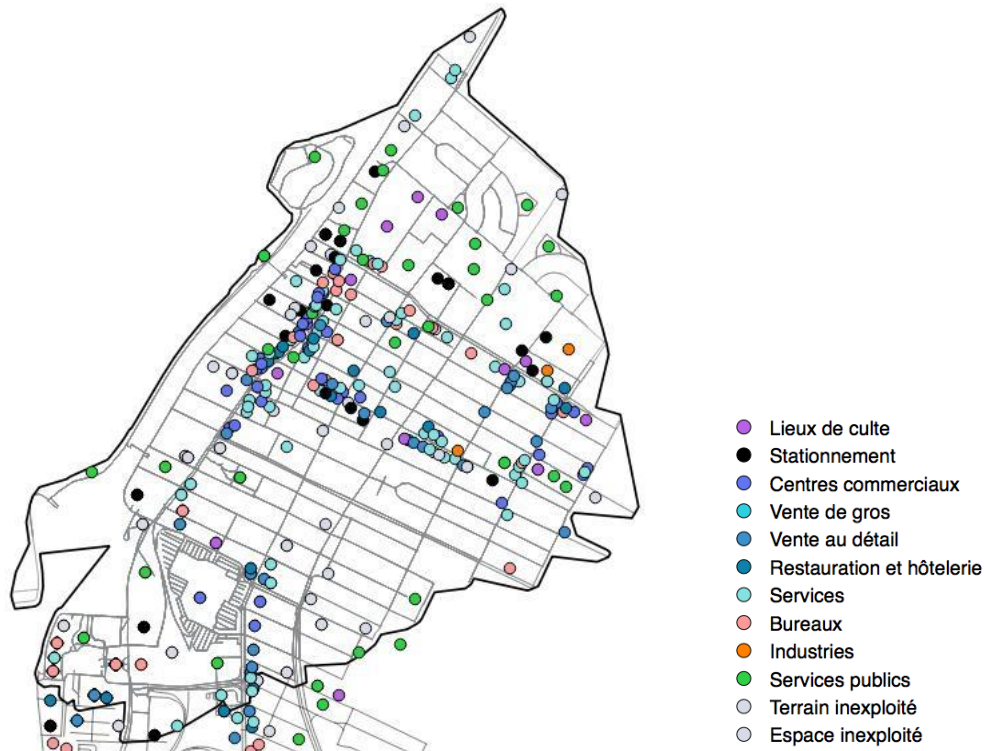 Lieux de culte
Stationnement
Centres commerciaux
Vente de gros
Vente au détail
Restauration et hôtelerie
Services
Bureaux
Industries
Services publics
Terrain inexploité
Espace inexploité